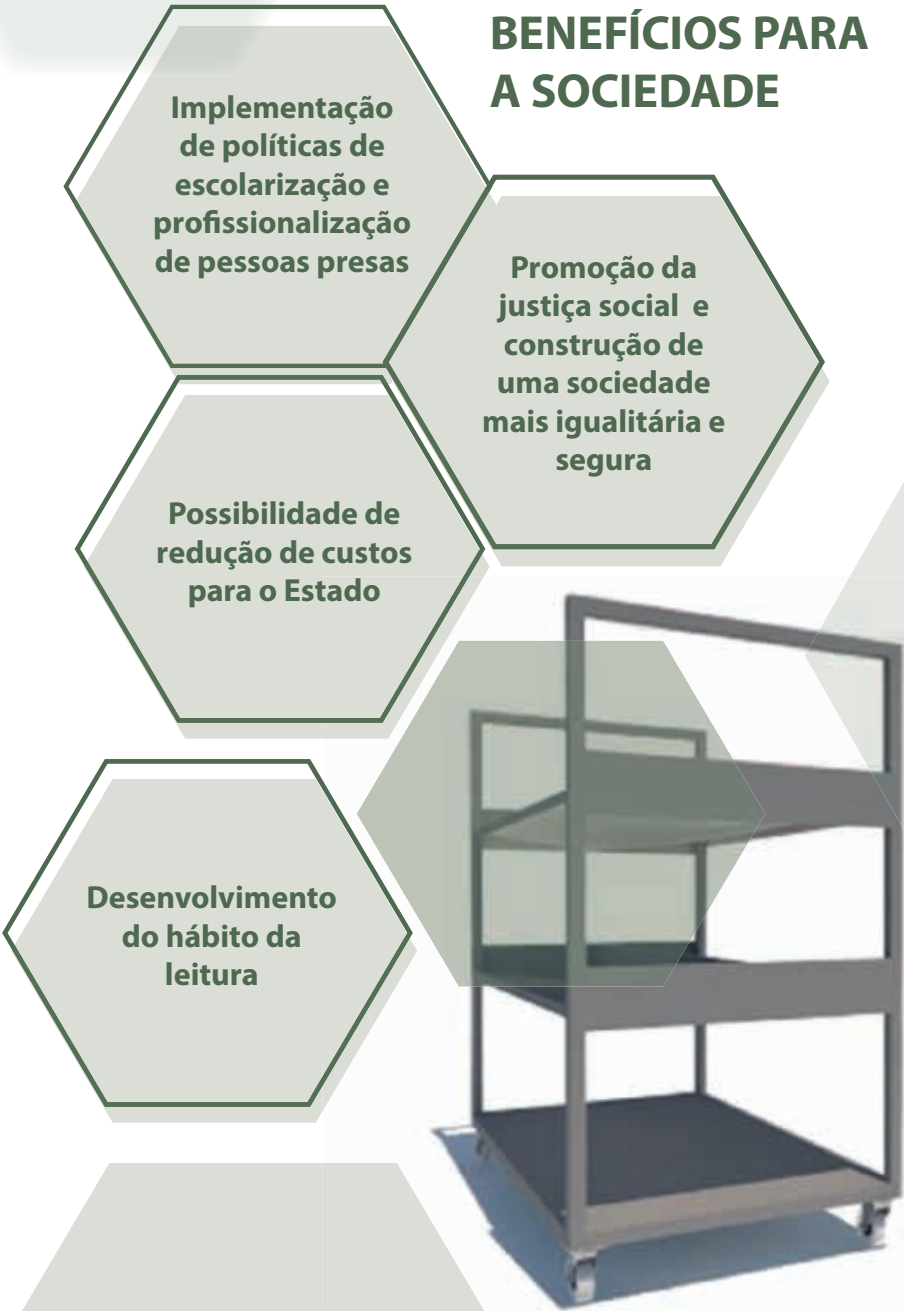 BENEFÍCIOS PARA
A SOCIEDADE
Implementação
de políticas de
escolarização e
profissionalização
de pessoas presas
Promoção da
justiça social e
construção de
uma sociedade
mais igualitária e
segura
Possibilidade de
redução de custos
para o Estado
Desenvolvimento
do hábito da
leitura